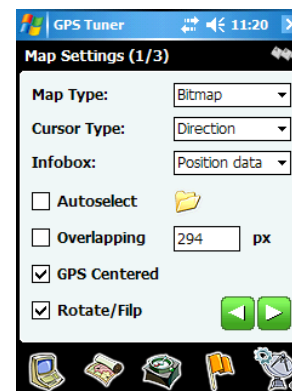 GPS Tuner 11:20
Map Settings (1/3)
Map Type: Bitmap
Cursor Type: Direction
Infobox: Position data
Autoselect
Overlapping 294 px
GPS Centered
Rotate/Filp